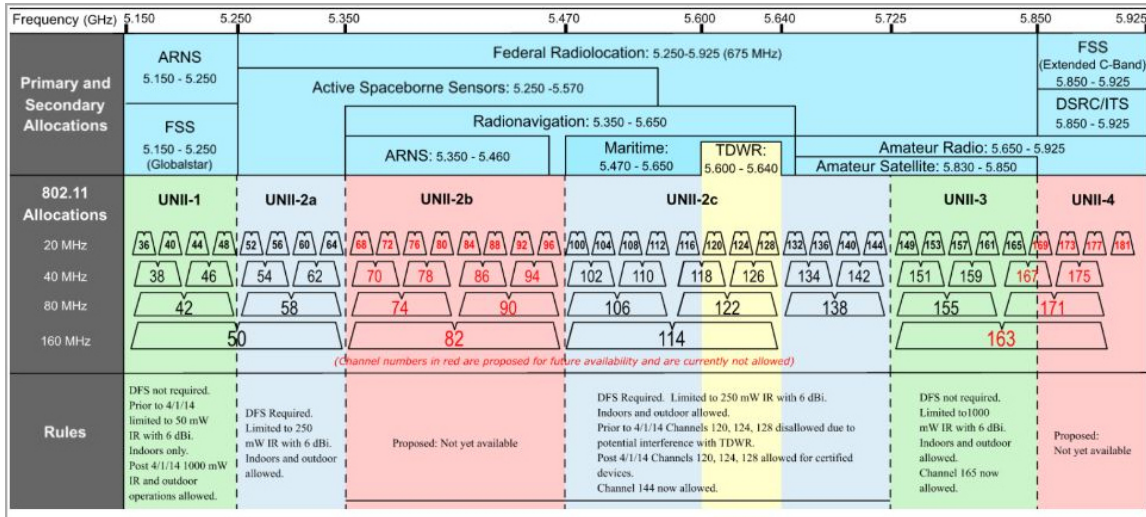 Frequency (GHz) 5.150 5.250 5.350 5.470 5.600 5.640 5.725 5.850 5.925
Primary and
Secondary
Allocations
ARNS
5.150 - 5.250
FSS
5.150 - 5.250
(Globalstar)
Federal Radiolocation: 5.250-5.925 (675 MHz)
Active Spaceborne Sensors: 5.250 -5.570
Radionavigation: 5.350 - 5.650
ARNS: 5.350 - 5.460
Maritime:
5.470 - 5.650
TDWR:
5.600 - 5.640
Amateur Radio: 5.650 - 5.925
Amateur Satellite: 5.830 - 5.850
FSS
(Extended C-Band)
5.850 - 5.925
DSRC/ITS
5.850 - 5.925
802.11
Allocations
UNII-1 UNII-2a UNII-2b UNII-2c UNII-3 UNII-4
20 MHz 36 40 44 48 52 56 60 64 68 72 76 80 84 88 92 96 100 104 108 112 116 120 124 128 132 136 140 144 149 153 157 161 165 169 173 177 181
40 MHz 38 46 54 62 70 78 86 94 102 110 118 126 134 142 151 159 167 175
80 MHz 42 58 74 90 106 122 138 155 171
160 MHz 50 82 114 163
(Channel numbers in red are proposed for future availability and are currently not allowed)
Rules
DFS not required.
Prior to 4/1/14
limited to 50 mW
IR with 6 dBi.
Indoors only.
Post 4/1/14 1000 mW
IR and outdoor
operations allowed.
DFS Required.
Limited to 250
mW IR with 6 dBi.
Indoors and outdoor
allowed.
Proposed: Not yet available
DFS Required. Limited to 250 mW IR with 6 dBi.
Indoors and outdoor allowed.
Prior to 4/1/14 Channels 120, 124, 128 disallowed due to
potential interference with TDWR.
Post 4/1/14 Channels 120, 124, 128 allowed for certified
devices.
Channel 144 now allowed.
DFS not required.
Limited to1000
mW IR with 6 dBi.
Indoors and outdoor
allowed.
Channel 165 now
allowed.
Proposed:
Not yet available